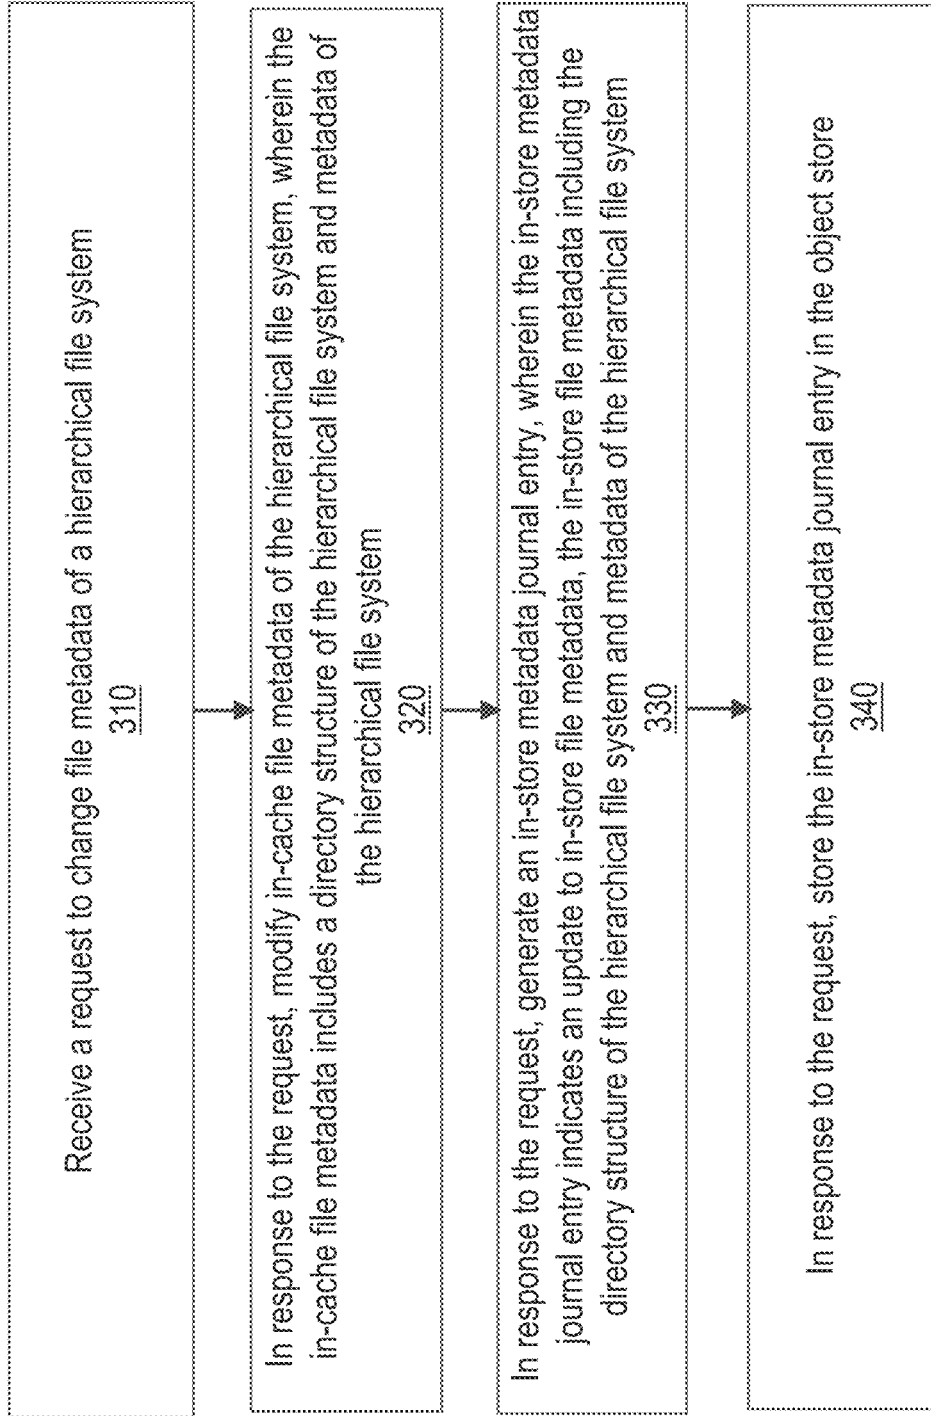 Receive a request to change file metadata of a hierarchical file system
310
In response to the request, modify in-cache file metadata of the hierarchical file system, wherein the
in-cache file metadata includes a directory structure of the hierarchical file system and metadata of
the hierarchical file system
320
In response to the request, generate an in-store metadata journal entry, wherein the in-store metadata
journal entry indicates an update to in-store file metadata, the in-store file metadata including the
directory structure of the hierarchical file system and metadata of the hierarchical file system
330
In response to the request, store the in-store metadata journal entry in the object store
340